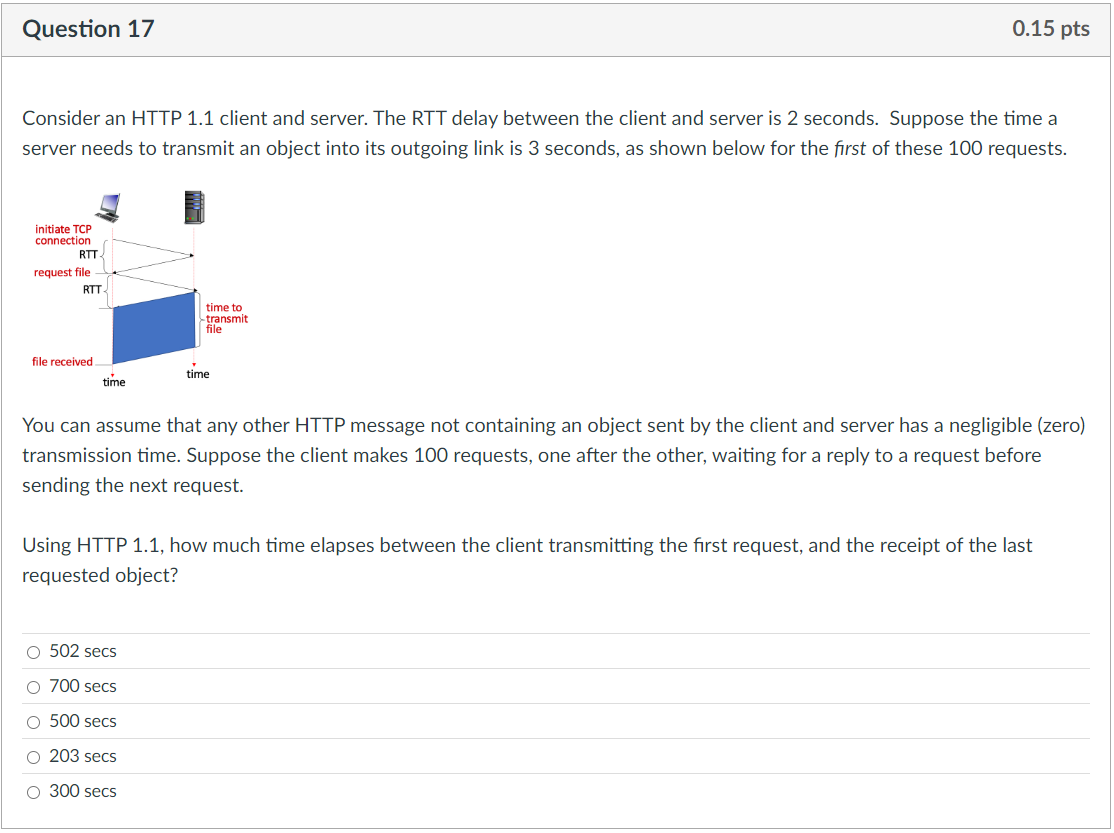 Question 17
0.15 pts
Consider an HTTP 1.1 client and server. The RTT delay between the client and server is 2 seconds.  Suppose the time a
server needs to transmit an object into its outgoing link is 3 seconds, as shown below for the first of these 100 requests.
initiate TCP
connection
RTT
request file
RTT
time to
transmit
file
file received
time
time
You can assume that any other HTTP message not containing an object sent by the client and server has a negligible (zero)
transmission time. Suppose the client makes 100 requests, one after the other, waiting for a reply to a request before
sending the next request.
Using HTTP 1.1, how much time elapses between the client transmitting the first request, and the receipt of the last
requested object?
502 secs
700 secs
500 secs
203 secs
300 secs